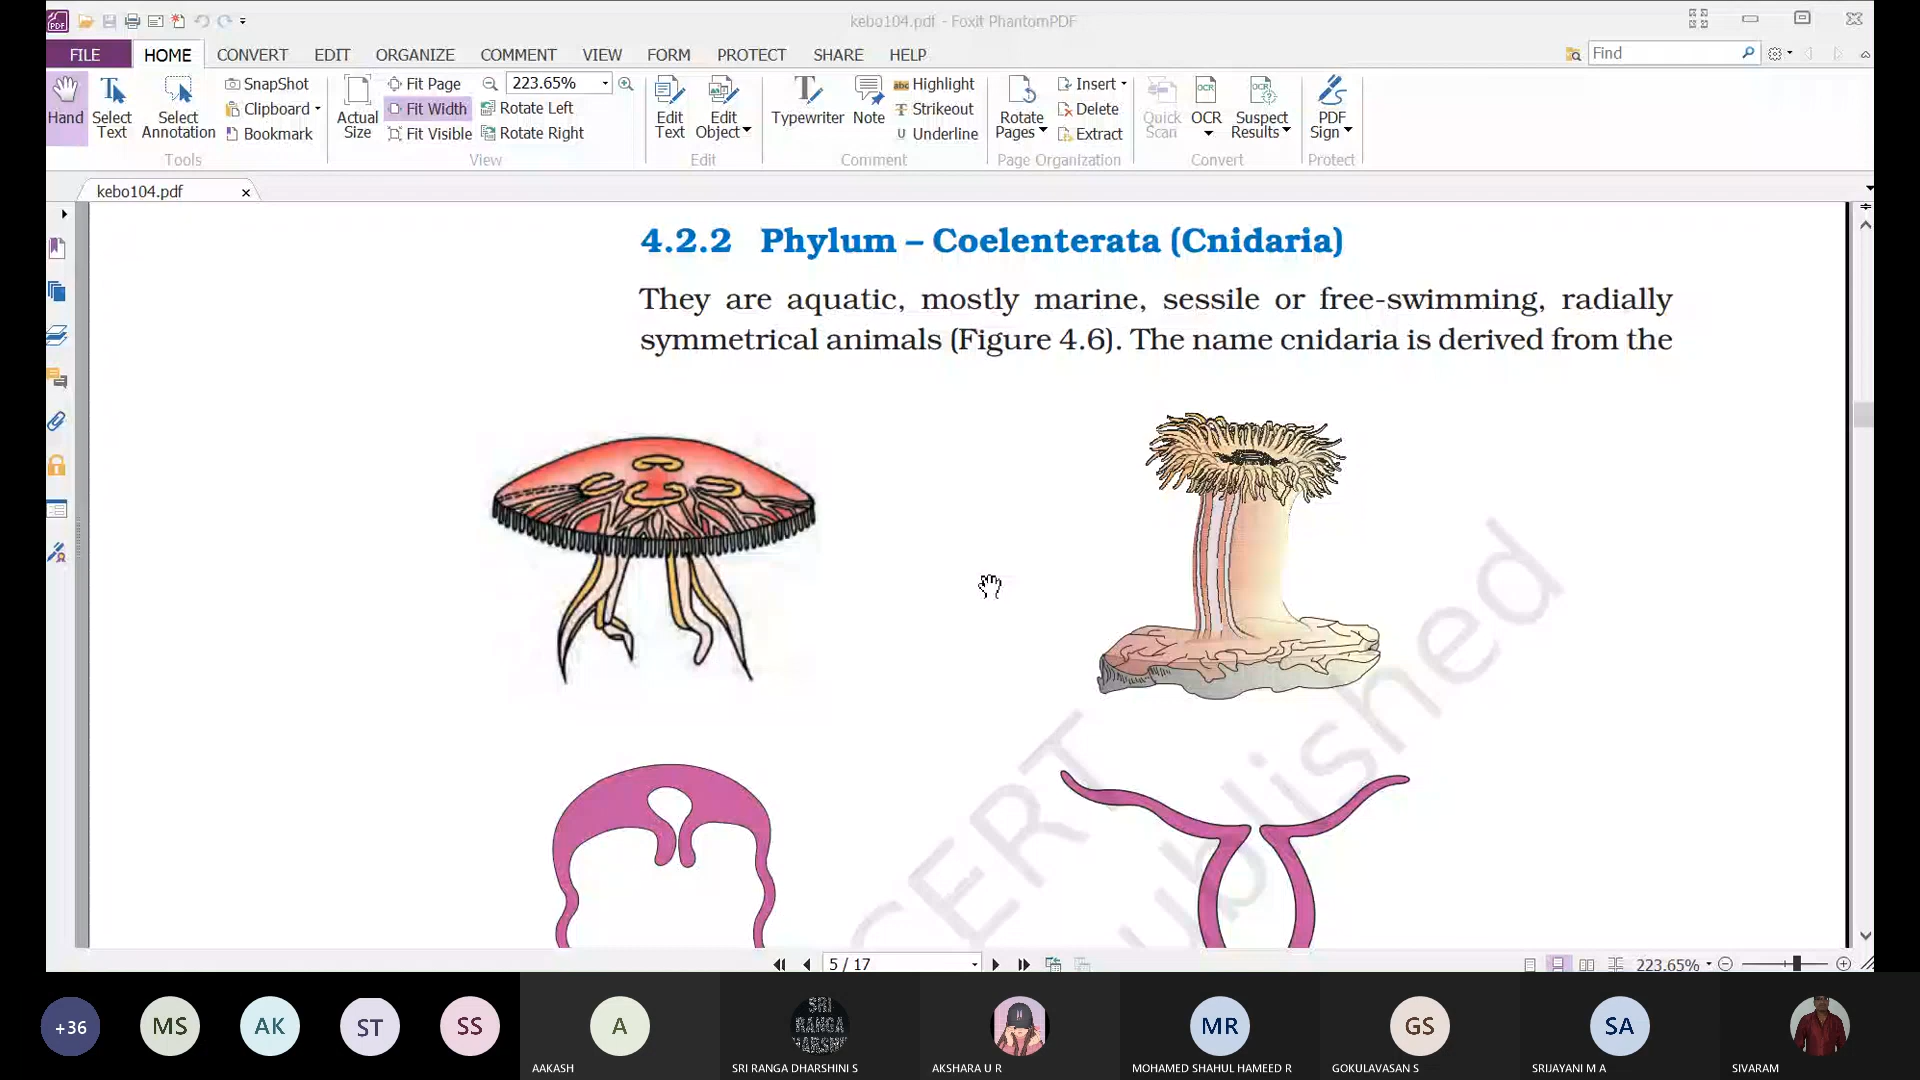 kebo104.pdf - Foxit PhantomPDF
FILE HOME CONVERT EDIT ORGANIZE COMMENT VIEW FORM PROTECT SHARE HELP Find
Hand
Select Text
Select Annotation
SnapShot
Clipboard
Bookmark
Tools
Actual Size
Fit Page
Fit Width
Fit Visible
223.65%
Rotate Left
Rotate Right
View
Edit Text
Edit Object
Edit
Typewriter
Note
Highlight
Strikeout
Underline
Comment
Rotate Pages
Insert
Delete
Extract
Page Organization
Quick Scan
OCR
Suspect Results
Convert
PDF Sign
Protect
kebo104.pdf
4.2.2 Phylum – Coelenterata (Cnidaria)
They are aquatic, mostly marine, sessile or free-swimming, radially
symmetrical animals (Figure 4.6). The name cnidaria is derived from the
CERT
ublished
5 / 17
223.65%
+36 MS AK ST SS A SRI RANGA DHARSHINI MR GS SA
AAKASH SRI RANGA DHARSHINI S AKSHARA U R MOHAMED SHAHUL HAMEED R GOKULAVASAN S SRIJAYANI M A SIVARAM